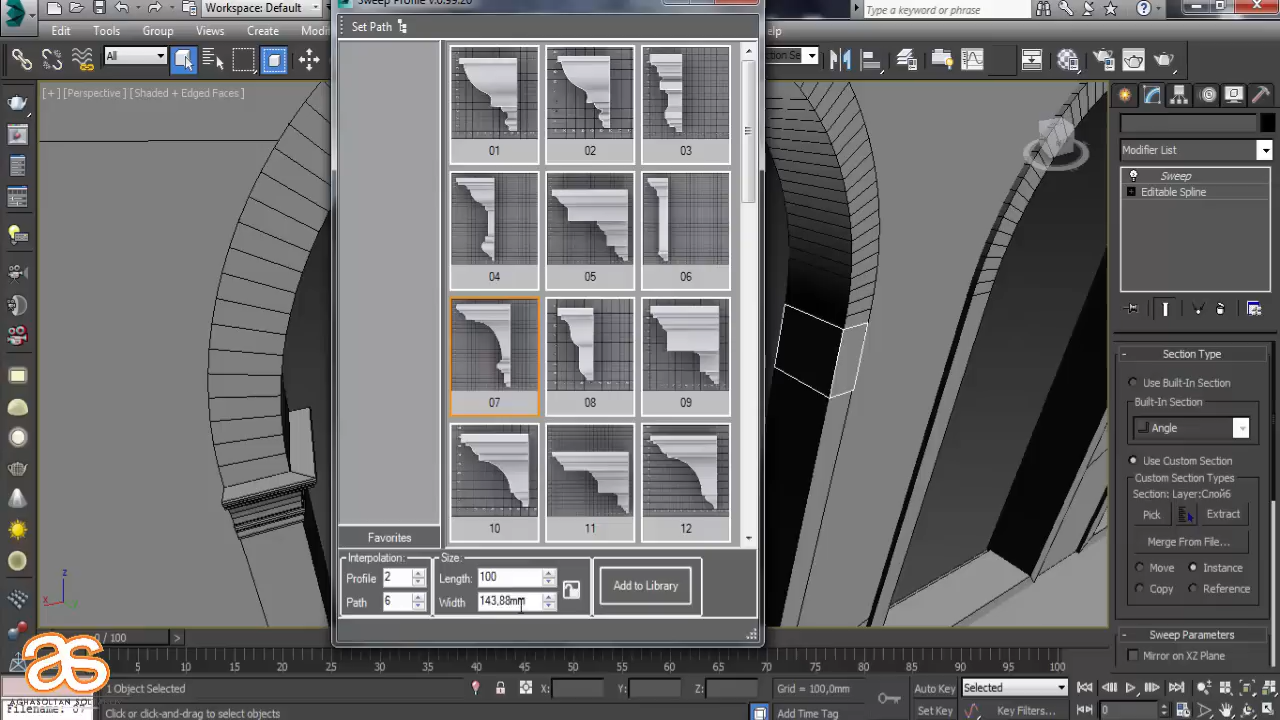 Sweep Profile v.0.99.20
Set Path
Workspace: Default
Type a keyword or phrase
Edit
Tools
Group
Views
Create
All
[ + ] [Perspective ] [Shaded + Edged Faces ]
01
02
03
04
05
06
07
08
09
10
11
12
Favorites
Interpolation:
Profile 2
Path 6
Size:
Length: 100
Width 143,88mm
Add to Library
Modifier List
Sweep
Editable Spline
Section Type
Use Built-In Section
Built-In Section
Angle
Use Custom Section
Custom Section Types
Section: Layer:Слой6
Pick
Extract
Merge From File...
Move
Instance
Copy
Reference
Sweep Parameters
Mirror on XZ Plane
z
x
0 / 100
10 15 20 25 30 35 40 45 50 55 60 65 70 75 80 85 90 95 100
1 Object Selected
X:
Y:
Z:
Grid = 100,0mm
Auto Key
Selected
Click or click-and-drag to select objects
Add Time Tag
Set Key
Key Filters...
0
as
AGHASOLTAN SOL